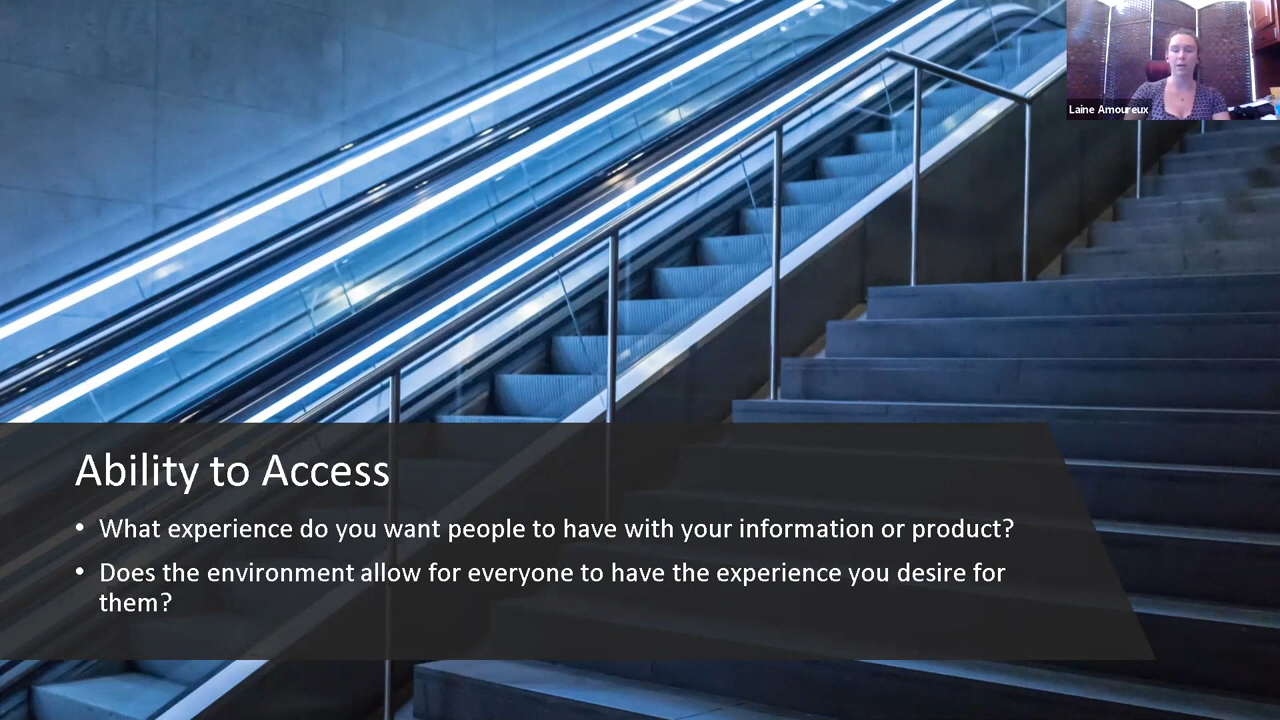 Laine Amoureux
Ability to Access
• What experience do you want people to have with your information or product?
• Does the environment allow for everyone to have the experience you desire for
them?